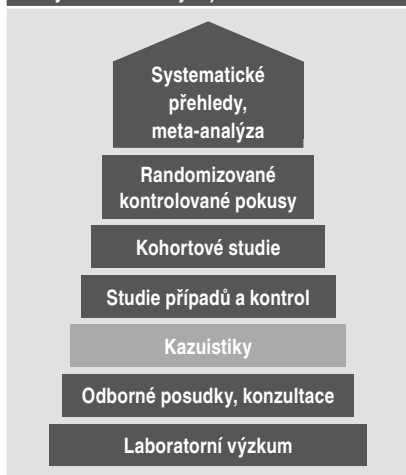 Systematické
přehledy,
meta-analýza
Randomizované
kontrolované pokusy
Kohortové studie
Studie případů a kontrol
Kazuistiky
Odborné posudky, konzultace
Laboratorní výzkum